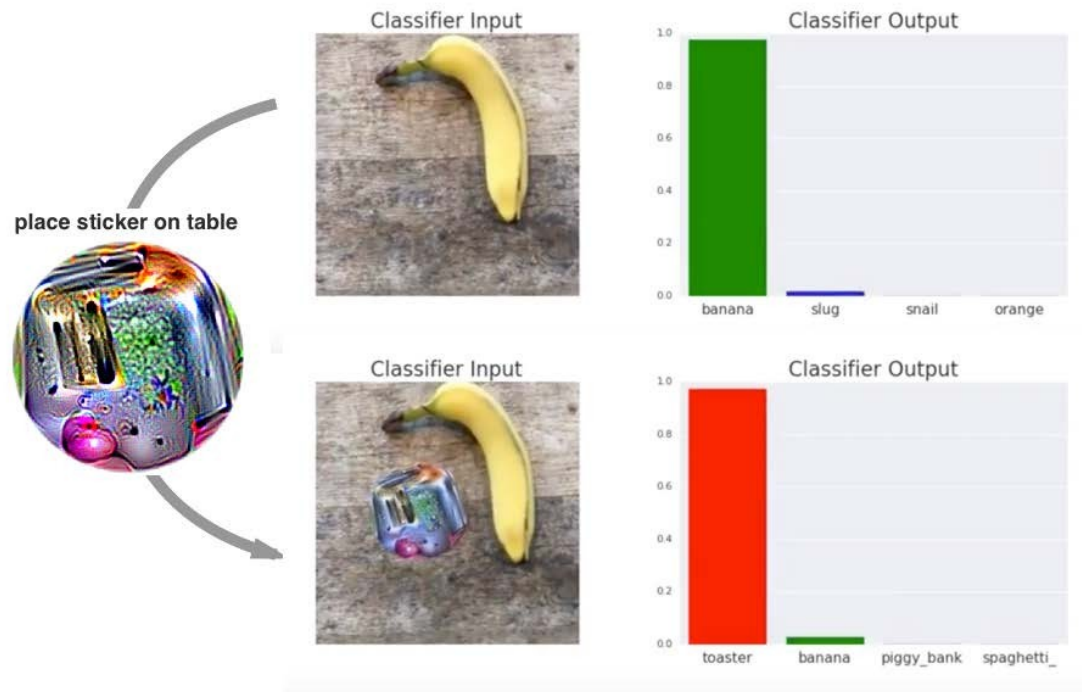 Classifier Input
Classifier Output
1.0
0.8
0.6
0.4
0.2
0.0
banana slug snail orange
place sticker on table
Classifier Input
Classifier Output
1.0
0.8
0.6
0.4
0.2
0.0
toaster banana piggy_bank spaghetti_